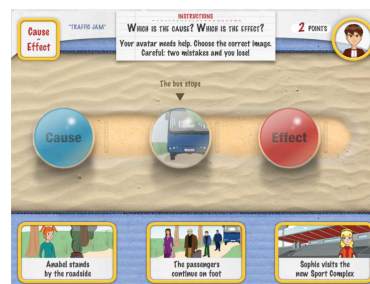 INSTRUCTIONS
Cause
-
Effect
"TRAFFIC JAM"
WHICH IS THE CAUSE? WHICH IS THE EFFECT?
2 POINTS
Your avatar needs help. Choose the correct image.
Careful: two mistakes and you lose!
The bus stops
Cause
Effect
Anabel stands
by the roadside
The passengers
continue on foot
Sophie visits the
new Sport Complex